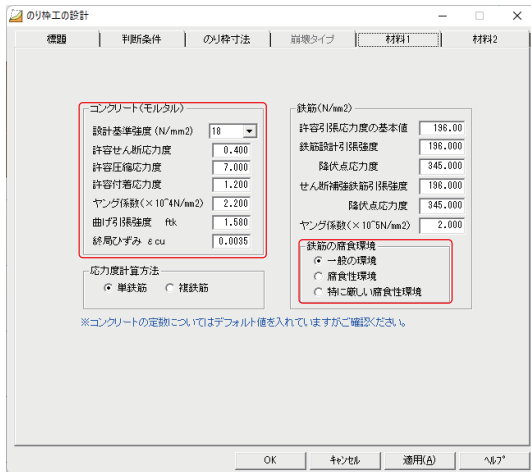 のり枠工の設計
標題 判断条件 のり枠寸法 崩壊タイプ 材料1 材料2
コンクリート(モルタル)
設計基準強度 (N/mm2) 18
許容せん断応力度 0.400
許容圧縮応力度 7.000
許容付着応力度 1.200
ヤング係数(×10^4N/mm2) 2.200
曲げ引張強度 ftk 1.580
終局ひずみ εcu 0.0035
応力度計算方法
単鉄筋 複鉄筋
鉄筋(N/mm2)
許容引張応力度の基本値 196.00
鉄筋設計引張強度 196.000
降伏点応力度 345.000
せん断補強鉄筋引張強度 196.000
降伏点応力度 345.000
ヤング係数(×10^5N/mm2) 2.000
鉄筋の腐食環境
一般の環境
腐食性環境
特に厳しい腐食性環境
※コンクリートの定数についてはデフォルト値を入れていますがご確認ください。
OK キャンセル 適用(A) ヘルプ